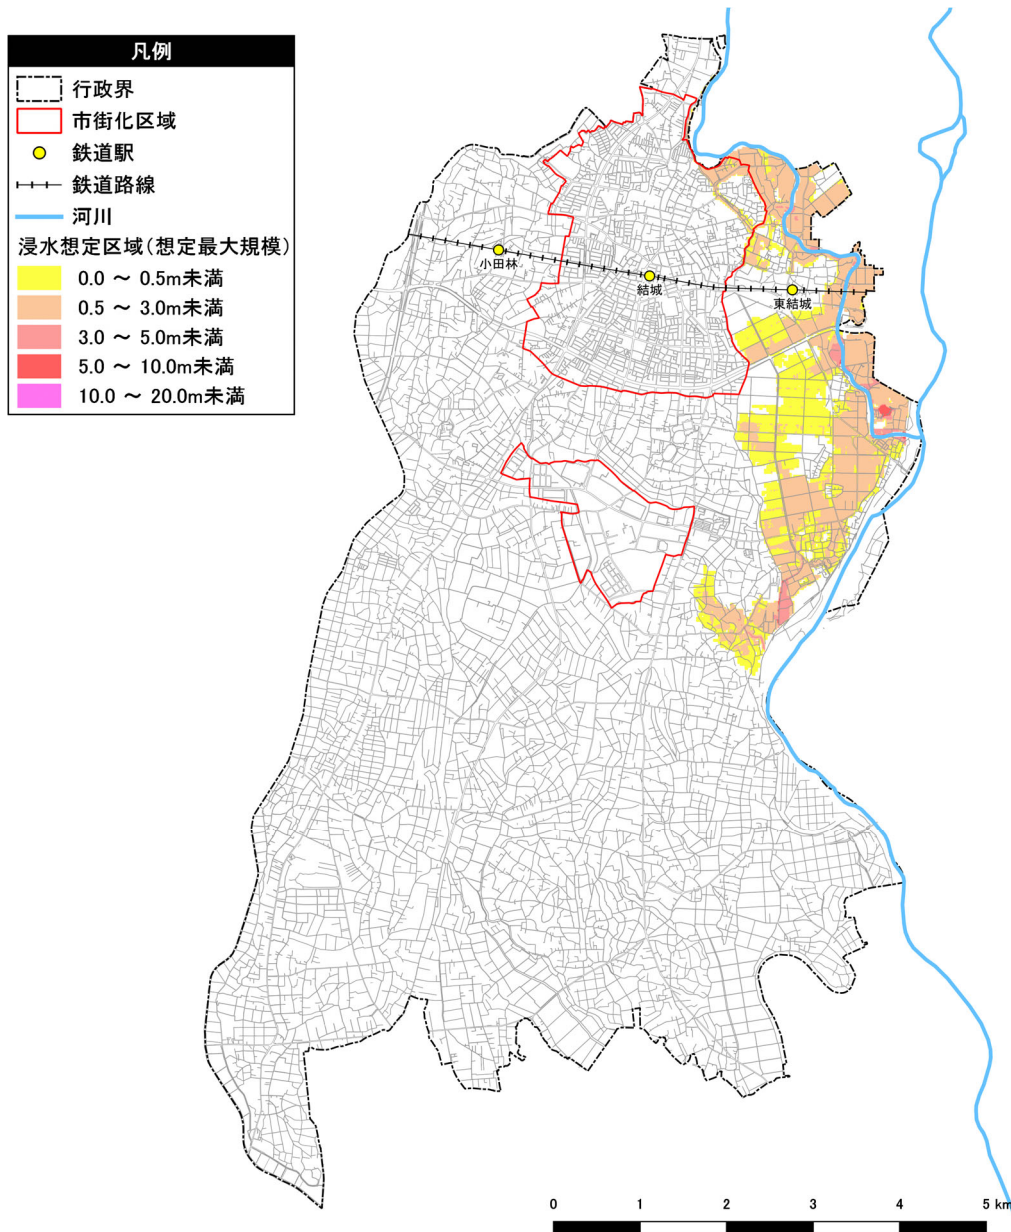 凡例
行政界
市街化区域
鉄道駅
鉄道路線
河川
浸水想定区域(想定最大規模)
0.0 ～ 0.5m未満
0.5 ～ 3.0m未満
3.0 ～ 5.0m未満
5.0 ～ 10.0m未満
10.0 ～ 20.0m未満
小田林
結城
東結城
0 1 2 3 4 5 km